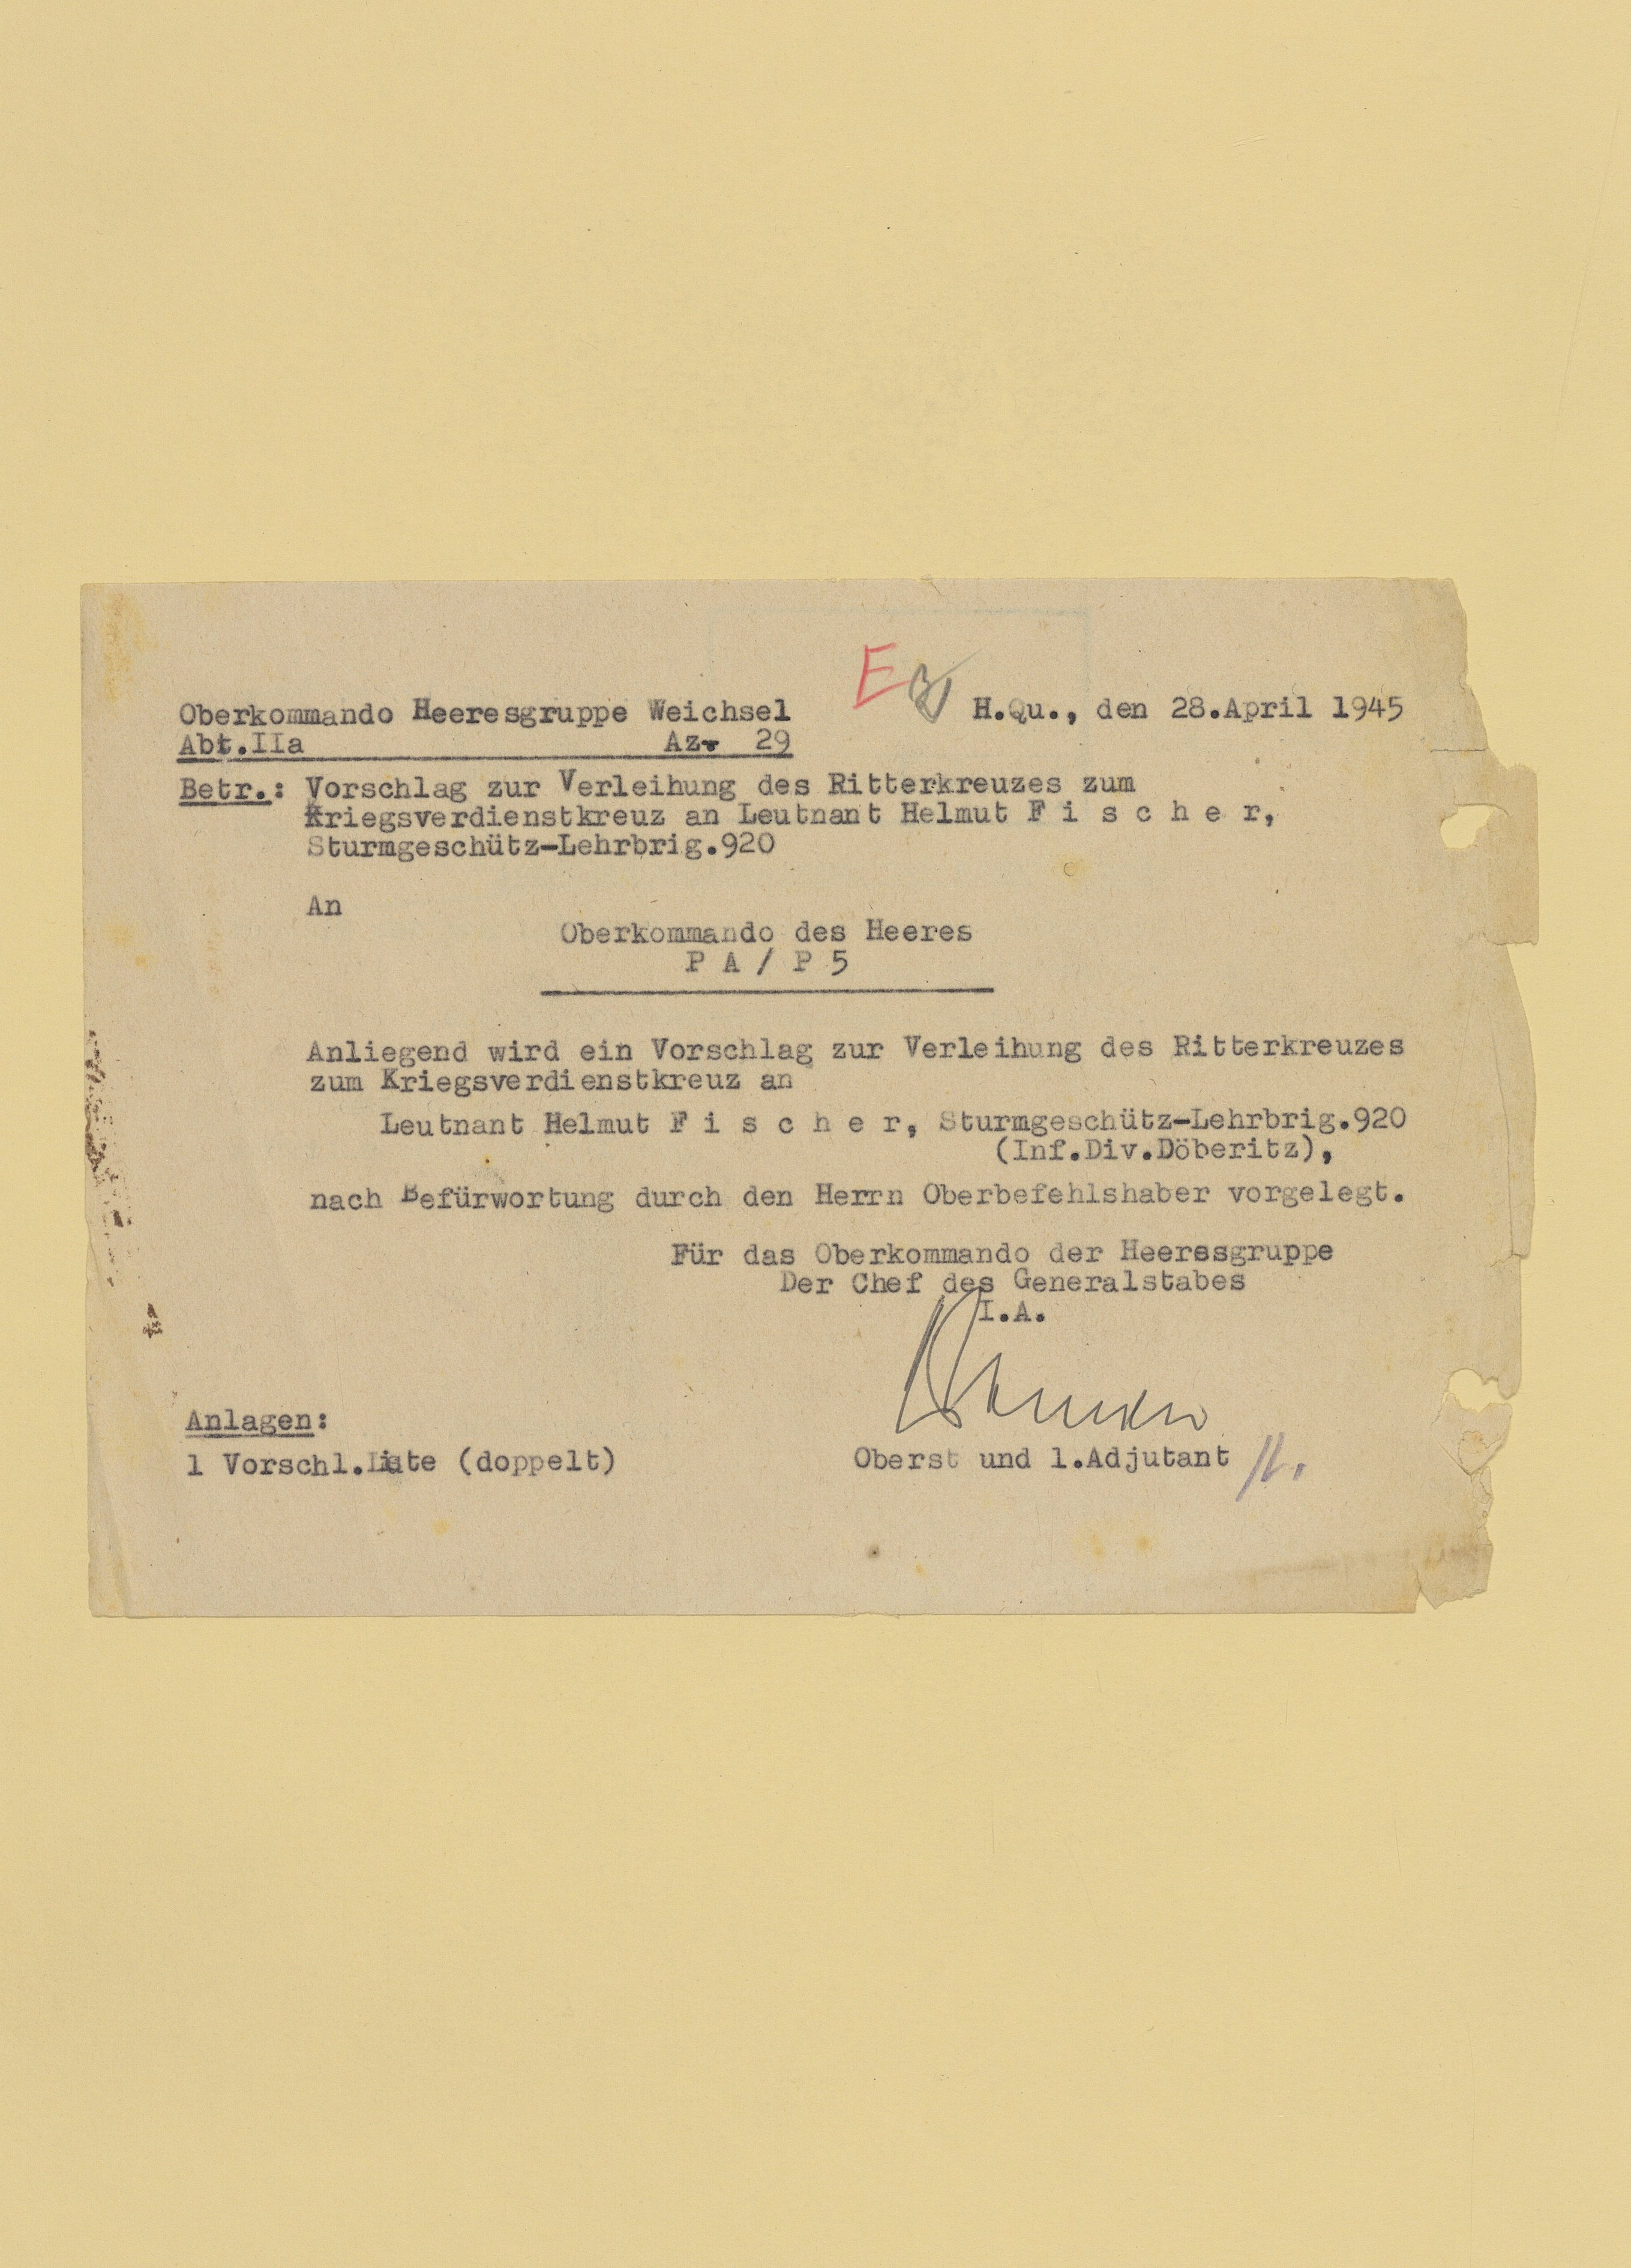 E
Oberkommando Heeresgruppe Weichsel H.Qu., den 28.April 1945
Abt.IIa Az. 29
Betr.: Vorschlag zur Verleihung des Ritterkreuzes zum
Kriegsverdienstkreuz an Leutnant Helmut F i s c h e r,
Sturmgeschütz-Lehrbrig.920
An
Oberkommando des Heeres
P A / P 5
Anliegend wird ein Vorschlag zur Verleihung des Ritterkreuzes
zum Kriegsverdienstkreuz an
Leutnant Helmut F i s c h e r, Sturmgeschütz-Lehrbrig.920
(Inf.Div.Döberitz),
nach Befürwortung durch den Herrn Oberbefehlshaber vorgelegt.
Für das Oberkommando der Heeresgruppe
Der Chef des Generalstabes
I.A.
Oberst und 1.Adjutant
Anlagen:
1 Vorschl.Liste (doppelt)